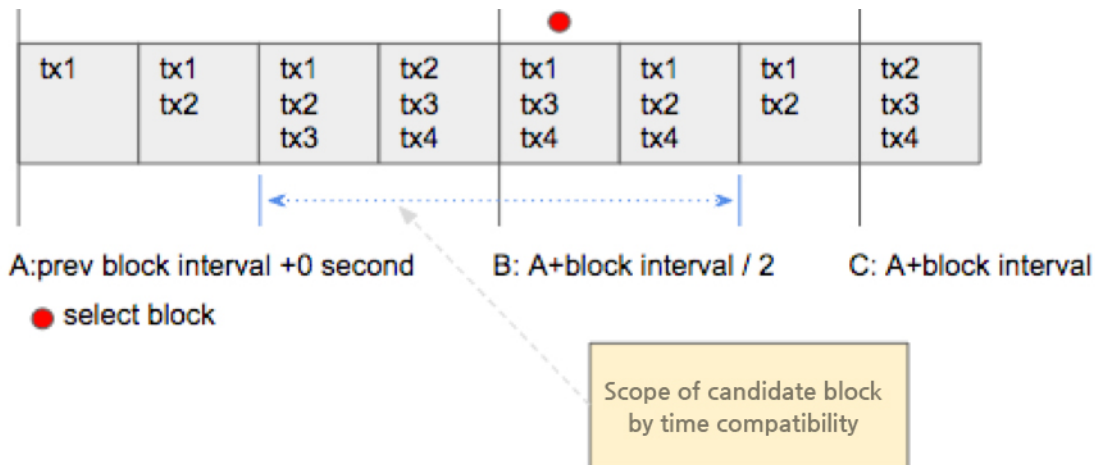 tx1
tx1
tx2
tx1
tx2
tx3
tx2
tx3
tx4
tx1
tx3
tx4
tx1
tx2
tx4
tx1
tx2
tx2
tx3
tx4
A:prev block interval +0 second
B: A+block interval / 2
C: A+block interval
select block
Scope of candidate block
by time compatibility